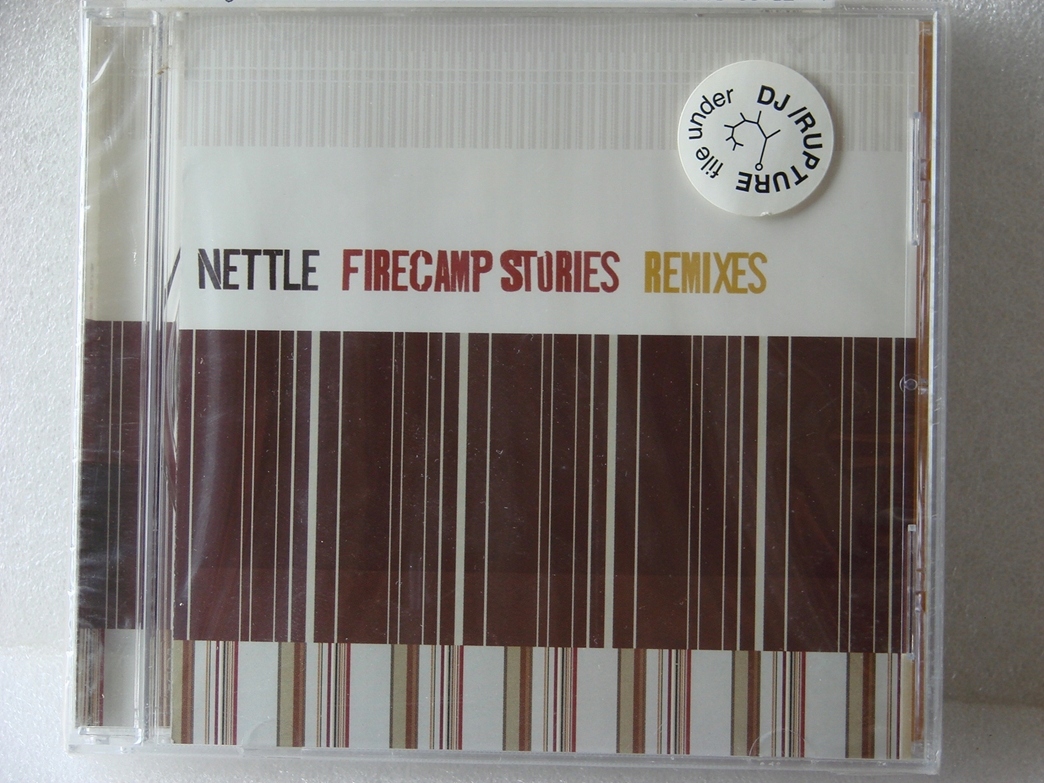 file under DJ /RUPTURE
NETTLE FIRECAMP STORIES REMIXES